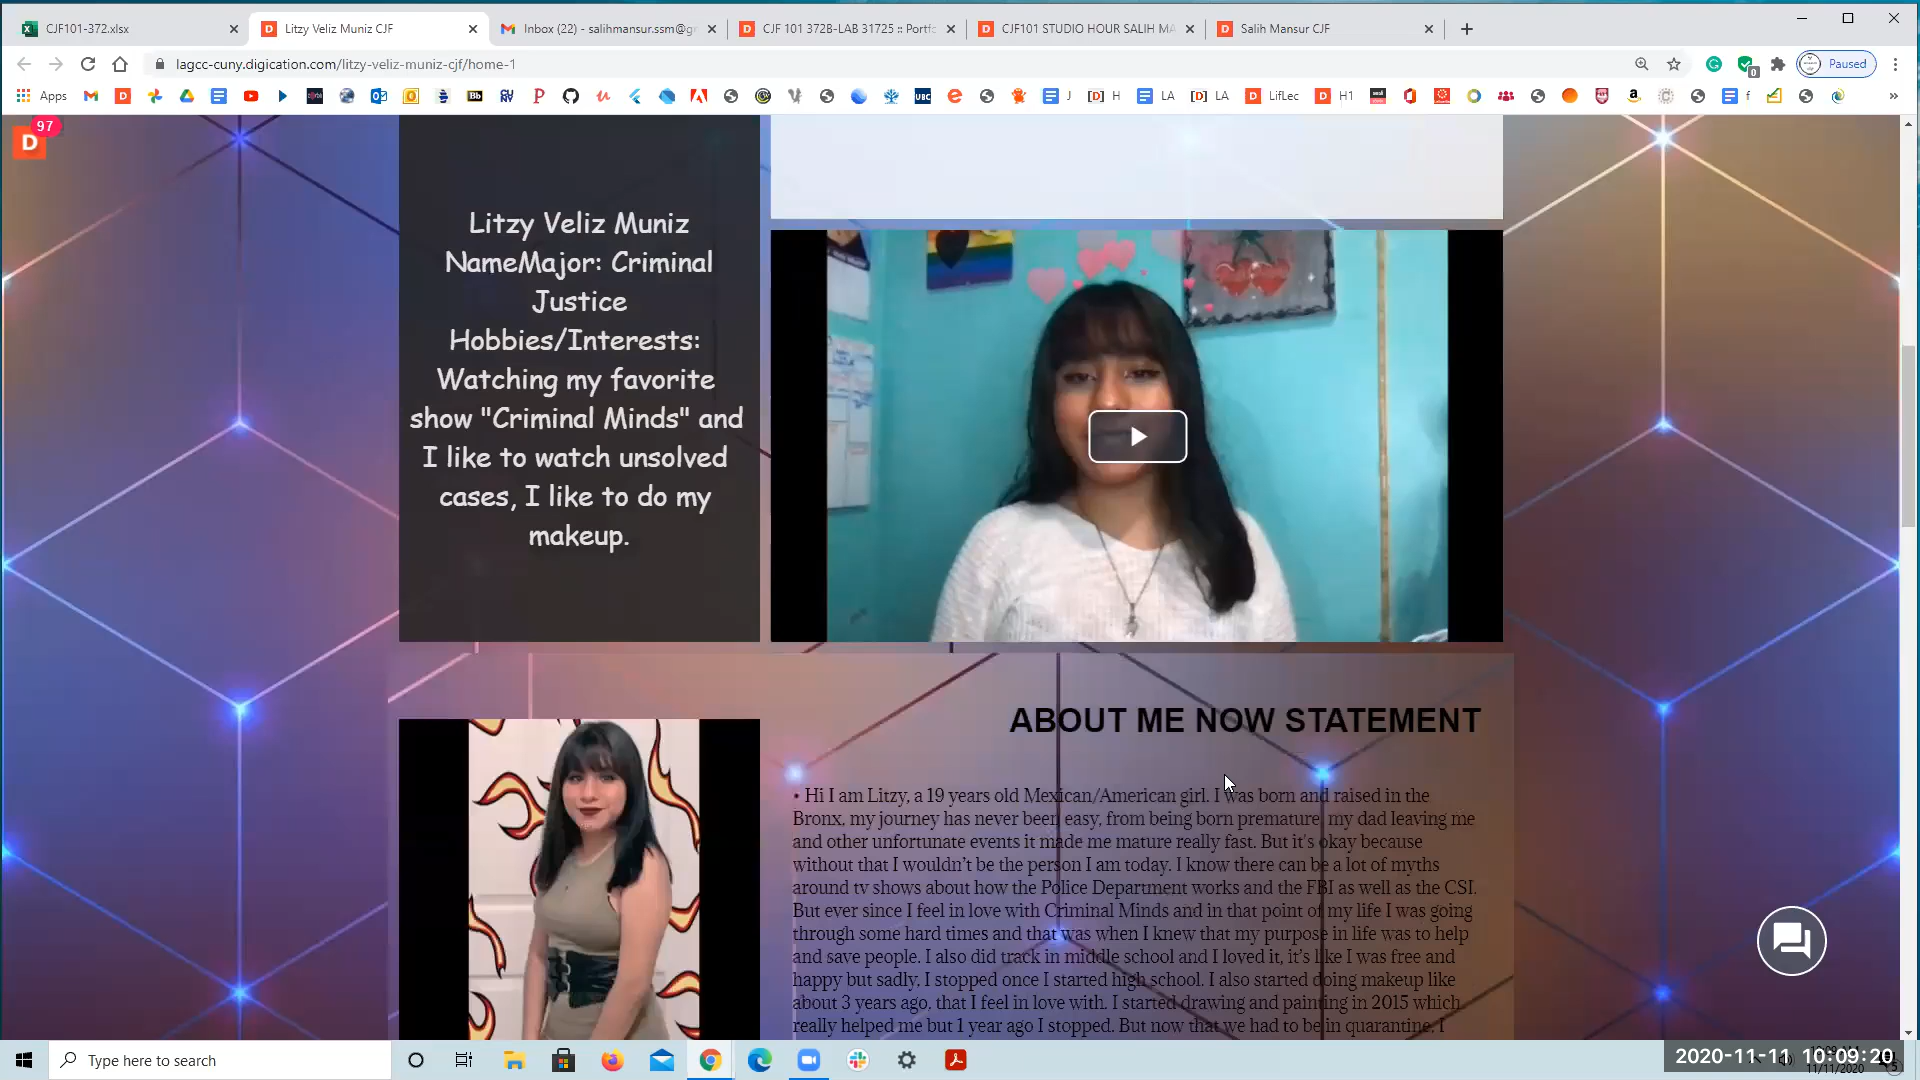 CJF101-372.xlsx
Litzy Veliz Muniz CJF
Inbox (22) - salihmansur.ssm@g
CJF 101 372B-LAB 31725 :: Portfo
CJF101 STUDIO HOUR SALIH MA
Salih Mansur CJF
lagcc-cuny.digication.com/litzy-veliz-muniz-cjf/home-1
Paused
Apps
J
H
LA
LA
LifLec
H1
f
97
Litzy Veliz Muniz
NameMajor: Criminal
Justice
Hobbies/Interests:
Watching my favorite
show "Criminal Minds" and
I like to watch unsolved
cases, I like to do my
makeup.
ABOUT ME NOW STATEMENT
• Hi I am Litzy, a 19 years old Mexican/American girl. I was born and raised in the
Bronx, my journey has never been easy, from being born premature, my dad leaving me
and other unfortunate events it made me mature really fast. But it's okay because
without that I wouldn't be the person I am today. I know there can be a lot of myths
around tv shows about how the Police Department works and the FBI as well as the CSI.
But ever since I feel in love with Criminal Minds and in that point of my life I was going
through some hard times and that was when I knew that my purpose in life was to help
and save people. I also did track in middle school and I loved it, it's like I was free and
happy but sadly, I stopped once I started high school. I also started doing makeup like
about 3 years ago, that I feel in love with. I started drawing and painting in 2015 which
really helped me but 1 year ago I stopped. But now that we had to be in quarantine, I
Type here to search
2020-11-11 10:09:20
11/11/2020